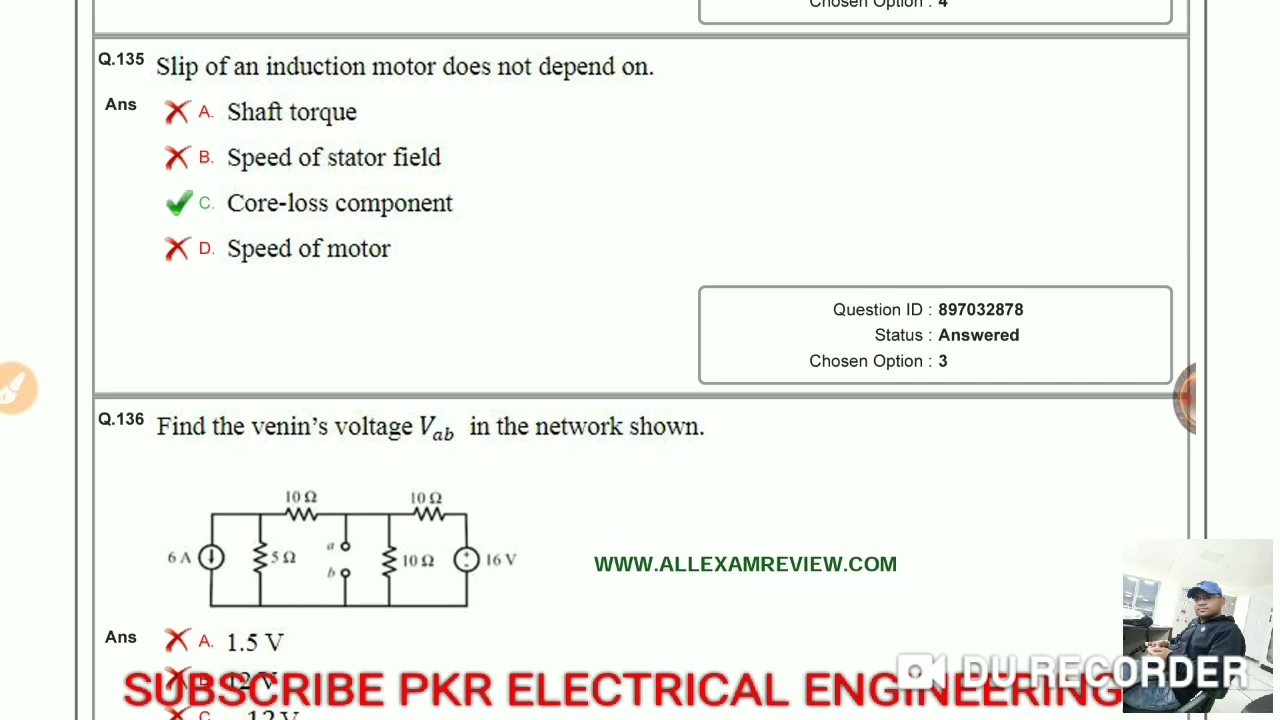 Chosen Option : 4
Q.135 Slip of an induction motor does not depend on.
Ans A. Shaft torque
B. Speed of stator field
C. Core-loss component
D. Speed of motor
Question ID : 897032878
Status : Answered
Chosen Option : 3
Q.136 Find the venin's voltage Vab in the network shown.
10 Ω 10 Ω
6 A 5 Ω a b 10 Ω + - 16 V
WWW.ALLEXAMREVIEW.COM
Ans A. 1.5 V
B. 12 V
SUBSCRIBE PKR ELECTRICAL ENGINEERING
DU RECORDER
C. -12 V